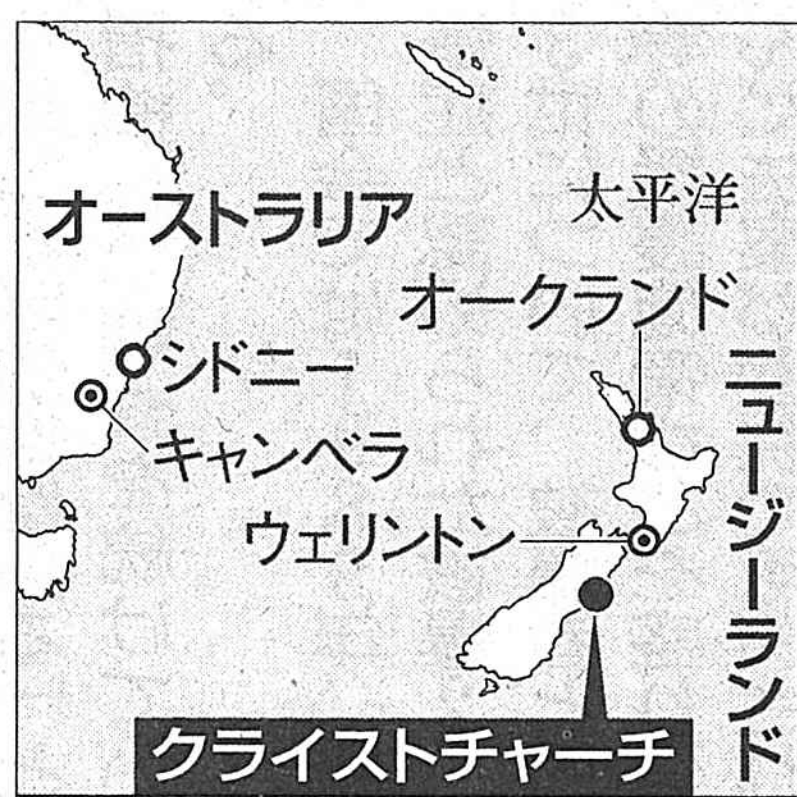 太平洋
オーストラリア
オークランド
シドニー
キャンベラ
ニュージーランド
ウェリントン
クライストチャーチ